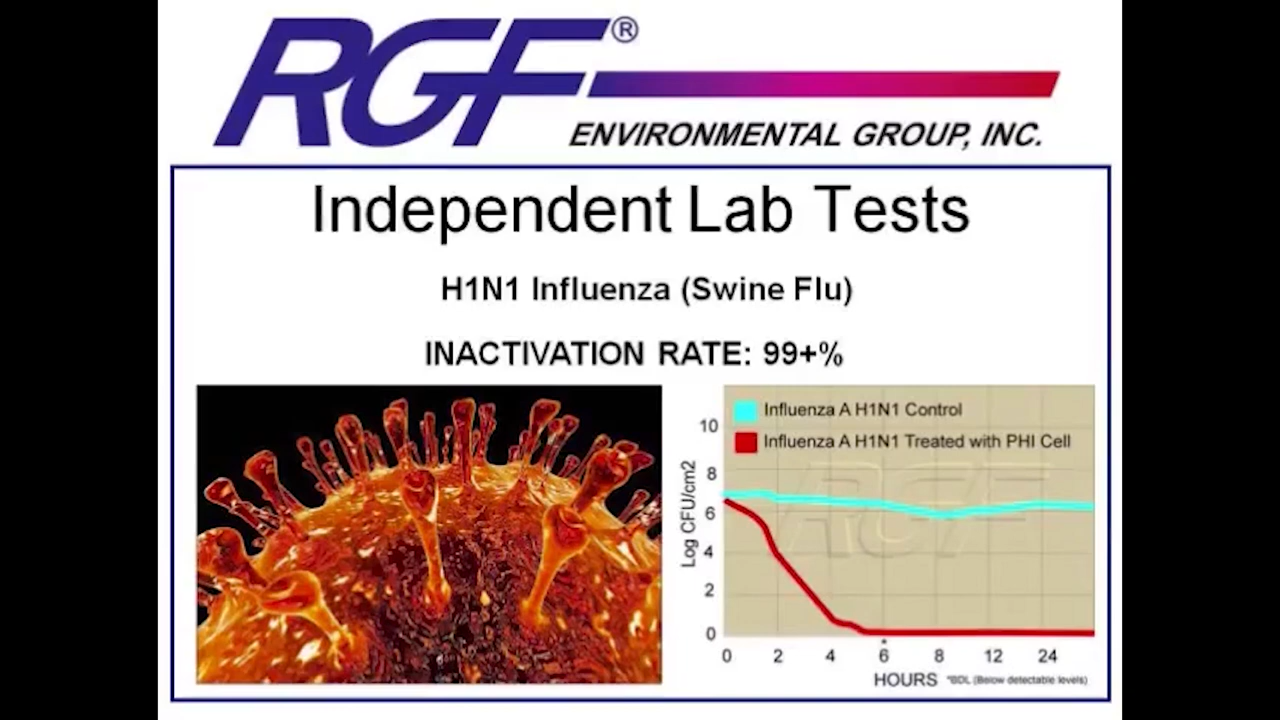 RGF®
ENVIRONMENTAL GROUP, INC.
Independent Lab Tests
H1N1 Influenza (Swine Flu)
INACTIVATION RATE: 99+%
Influenza A H1N1 Control
Influenza A H1N1 Treated with PHI Cell
RGF
Log CFU/cm2
10
8
6
4
2
0
*
0 2 4 6 8 12 24
HOURS *BDL (Below detectable levels)